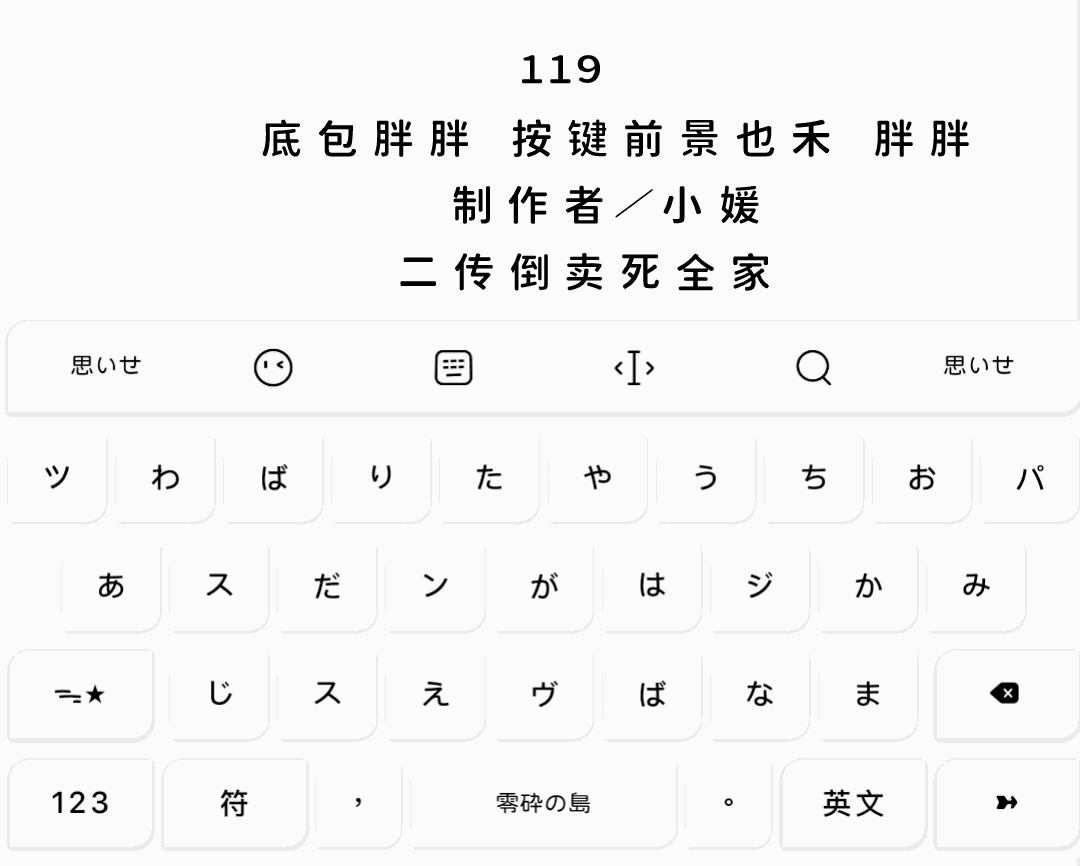 119
底包胖胖 按键前景也禾 胖胖
制作者／小媛
二传倒卖死全家
思いせ 思いせ
ツ わ ば り た や う ち お パ
あ ス だ ン が は ジ か み
★ じ ス え ヴ ば な ま
123 符 ， 零砕の島 。 英文